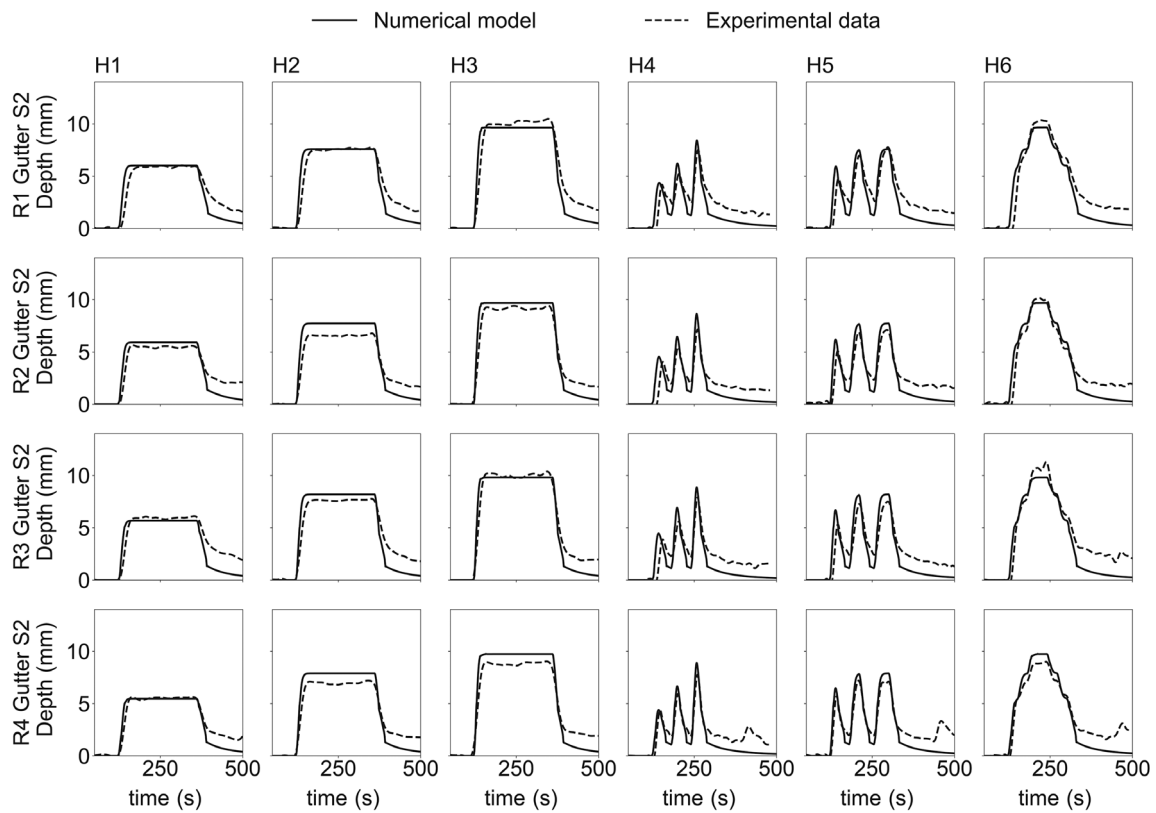 Numerical model Experimental data
H1 H2 H3 H4 H5 H6
R1 Gutter S2
Depth (mm)
10
5
0
R2 Gutter S2
Depth (mm)
10
5
0
R3 Gutter S2
Depth (mm)
10
5
0
R4 Gutter S2
Depth (mm)
10
5
0
250 500 250 500 250 500 250 500 250 500 250 500
time (s) time (s) time (s) time (s) time (s) time (s)